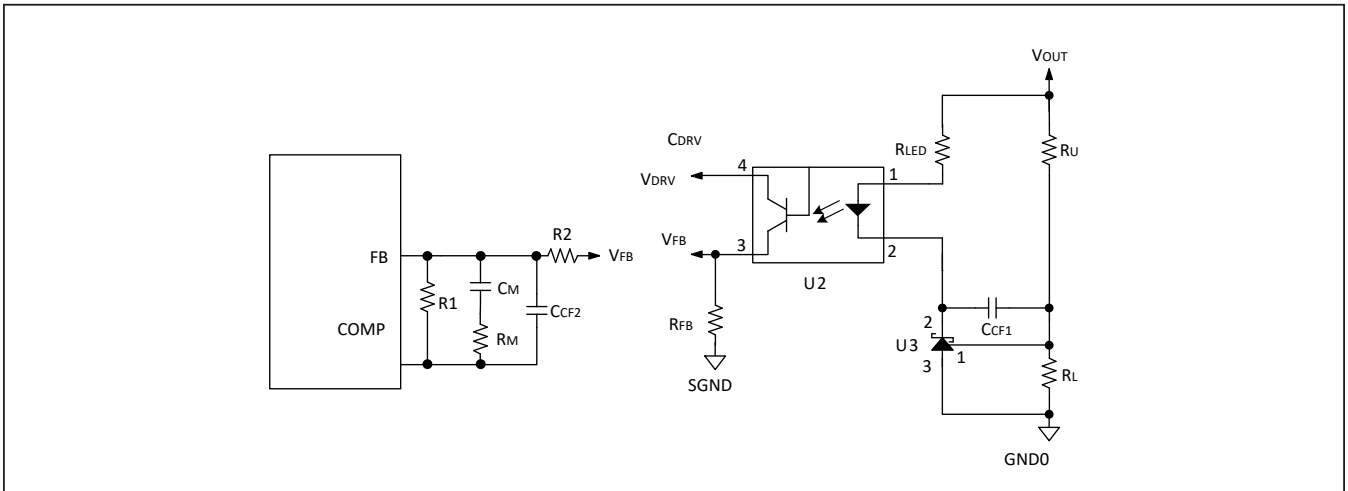 VOUT
CDRV
RLED
RU
4
1
VDRV
R2
FB
VFB
VFB
3
2
U2
CM
R1
CCF2
CCF1
COMP
RM
RFB
2
U3
1
3
RL
SGND
GND0